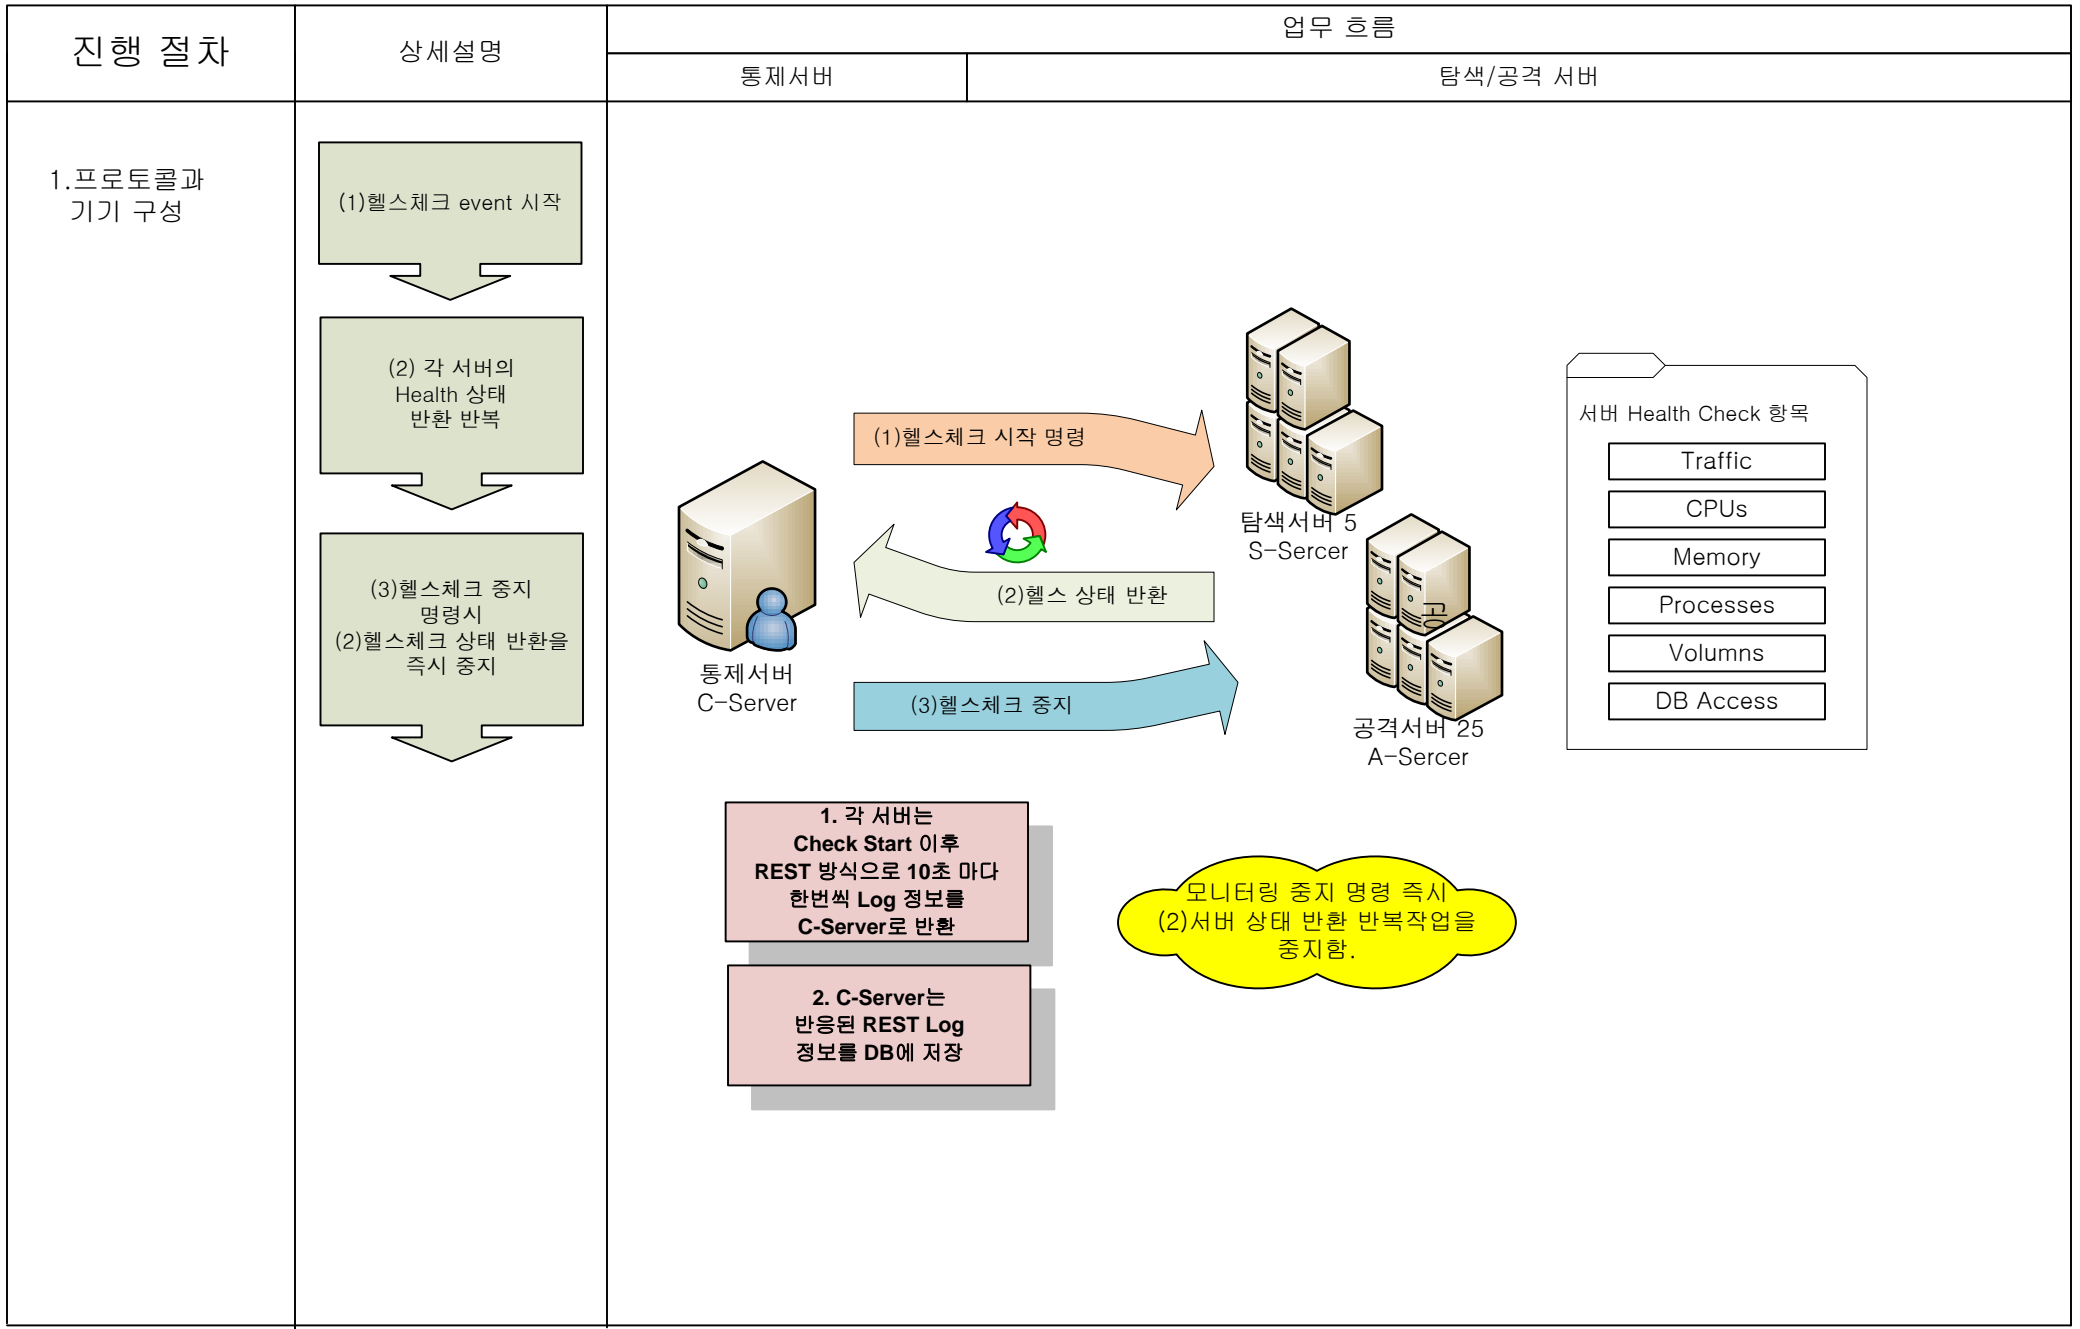 진행 절차
상세설명
업무 흐름
통제서버
탐색/공격 서버
1.프로토콜과
기기 구성
(1)헬스체크 event 시작
(2) 각 서버의
Health 상태
반환 반복
(3)헬스체크 중지
명령시
(2)헬스체크 상태 반환을
즉시 중지
(1)헬스체크 시작 명령
(2)헬스 상태 반환
(3)헬스체크 중지
통제서버
C-Server
탐색서버 5
S-Sercer
공격서버 25
A-Sercer
서버 Health Check 항목
Traffic
CPUs
Memory
Processes
Volumns
DB Access
1. 각 서버는
Check Start 이후
REST 방식으로 10초 마다
한번씩 Log 정보를
C-Server로 반환
2. C-Server는
반응된 REST Log
정보를 DB에 저장
모니터링 중지 명령 즉시
(2)서버 상태 반환 반복작업을
중지함.